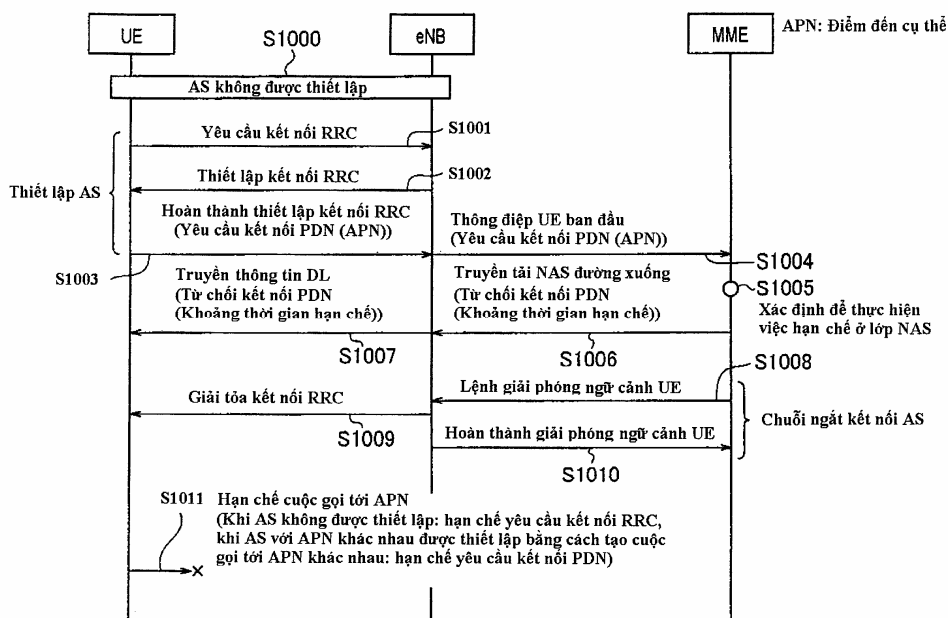 UE
eNB
MME
APN: Điểm đến cụ thể
S1000
AS không được thiết lập
Yêu cầu kết nối RRC
S1001
Thiết lập kết nối RRC
S1002
Thiết lập AS
Hoàn thành thiết lập kết nối RRC
(Yêu cầu kết nối PDN (APN))
S1003
Thông điệp UE ban đầu
(Yêu cầu kết nối PDN (APN))
S1004
S1005
Xác định để thực hiện
việc hạn chế ở lớp NAS
Truyền tải NAS đường xuống
(Từ chối kết nối PDN
(Khoảng thời gian hạn chế))
S1006
Truyền thông tin DL
(Từ chối kết nối PDN
(Khoảng thời gian hạn chế))
S1007
S1008
Lệnh giải phóng ngữ cảnh UE
Giải tỏa kết nối RRC
S1009
Chuỗi ngắt kết nối AS
Hoàn thành giải phóng ngữ cảnh UE
S1010
S1011
Hạn chế cuộc gọi tới APN
(Khi AS không được thiết lập: hạn chế yêu cầu kết nối RRC,
khi AS với APN khác nhau được thiết lập bằng cách tạo cuộc
gọi tới APN khác nhau: hạn chế yêu cầu kết nối PDN)